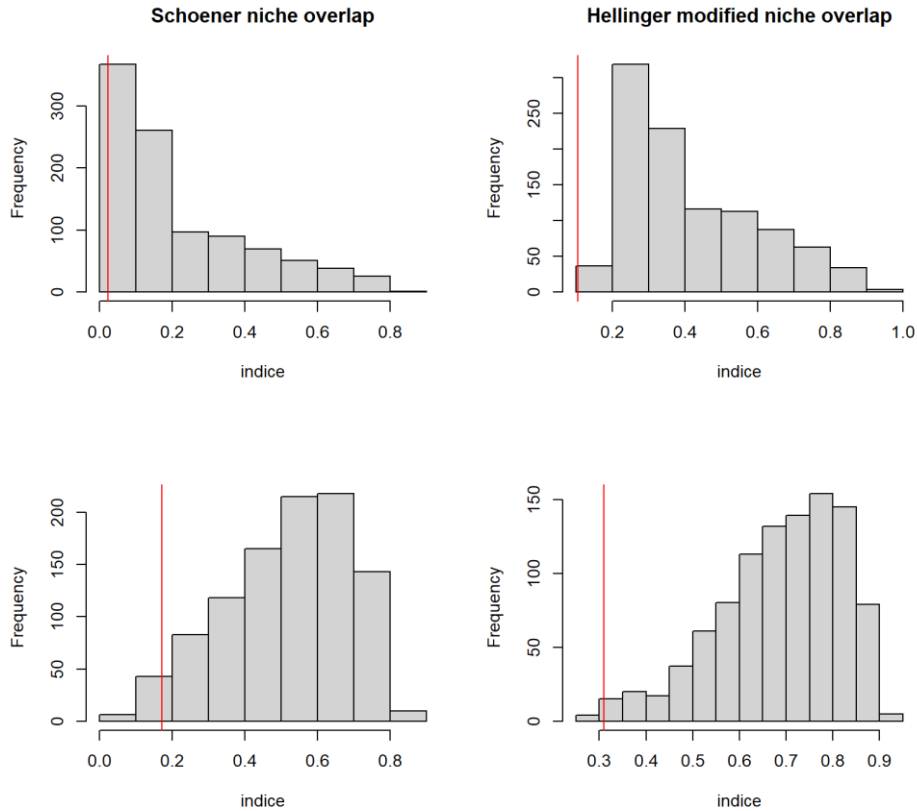 Schoener niche overlap
Hellinger modified niche overlap
Frequency
0 100 200 300
0.0 0.2 0.4 0.6 0.8
indice
Frequency
0 50 150 250
0.2 0.4 0.6 0.8 1.0
indice
Frequency
0 50 100 150 200
0.0 0.2 0.4 0.6 0.8
indice
Frequency
0 50 100 150
0.3 0.4 0.5 0.6 0.7 0.8 0.9
indice